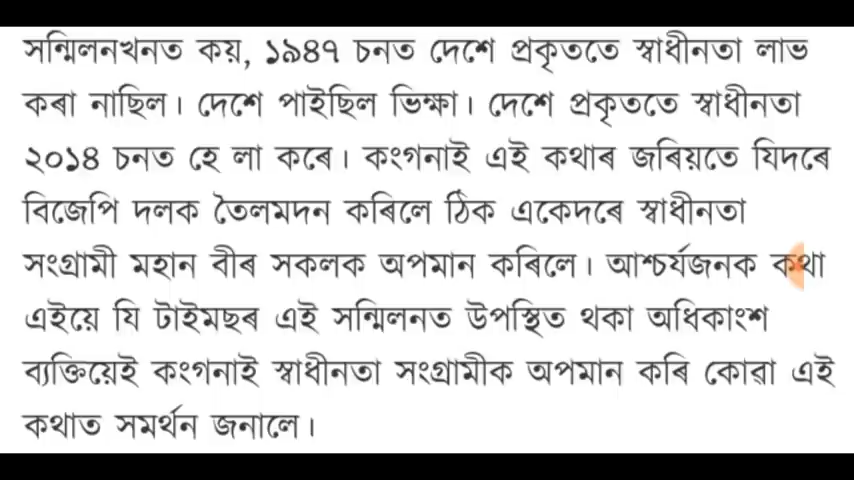 সন্মিলনখনত কয়, ১৯৪৭ চনত দেশে প্ৰকৃততে স্বাধীনতা লাভ
কৰা নাছিল। দেশে পাইছিল ভিক্ষা। দেশে প্ৰকৃততে স্বাধীনতা
২০১৪ চনত হে লা কৰে। কংগনাই এই কথাৰ জৰিয়তে যিদৰে
বিজেপি দলক তৈলমদন কৰিলে ঠিক একেদৰে স্বাধীনতা
সংগ্ৰামী মহান বীৰ সকলক অপমান কৰিলে। আশ্চৰ্যজনক কথা
এইয়ে যি টাইমছৰ এই সন্মিলনত উপস্থিত থকা অধিকাংশ
ব্যক্তিয়েই কংগনাই স্বাধীনতা সংগ্ৰামীক অপমান কৰি কোৱা এই
কথাত সমৰ্থন জনালে।